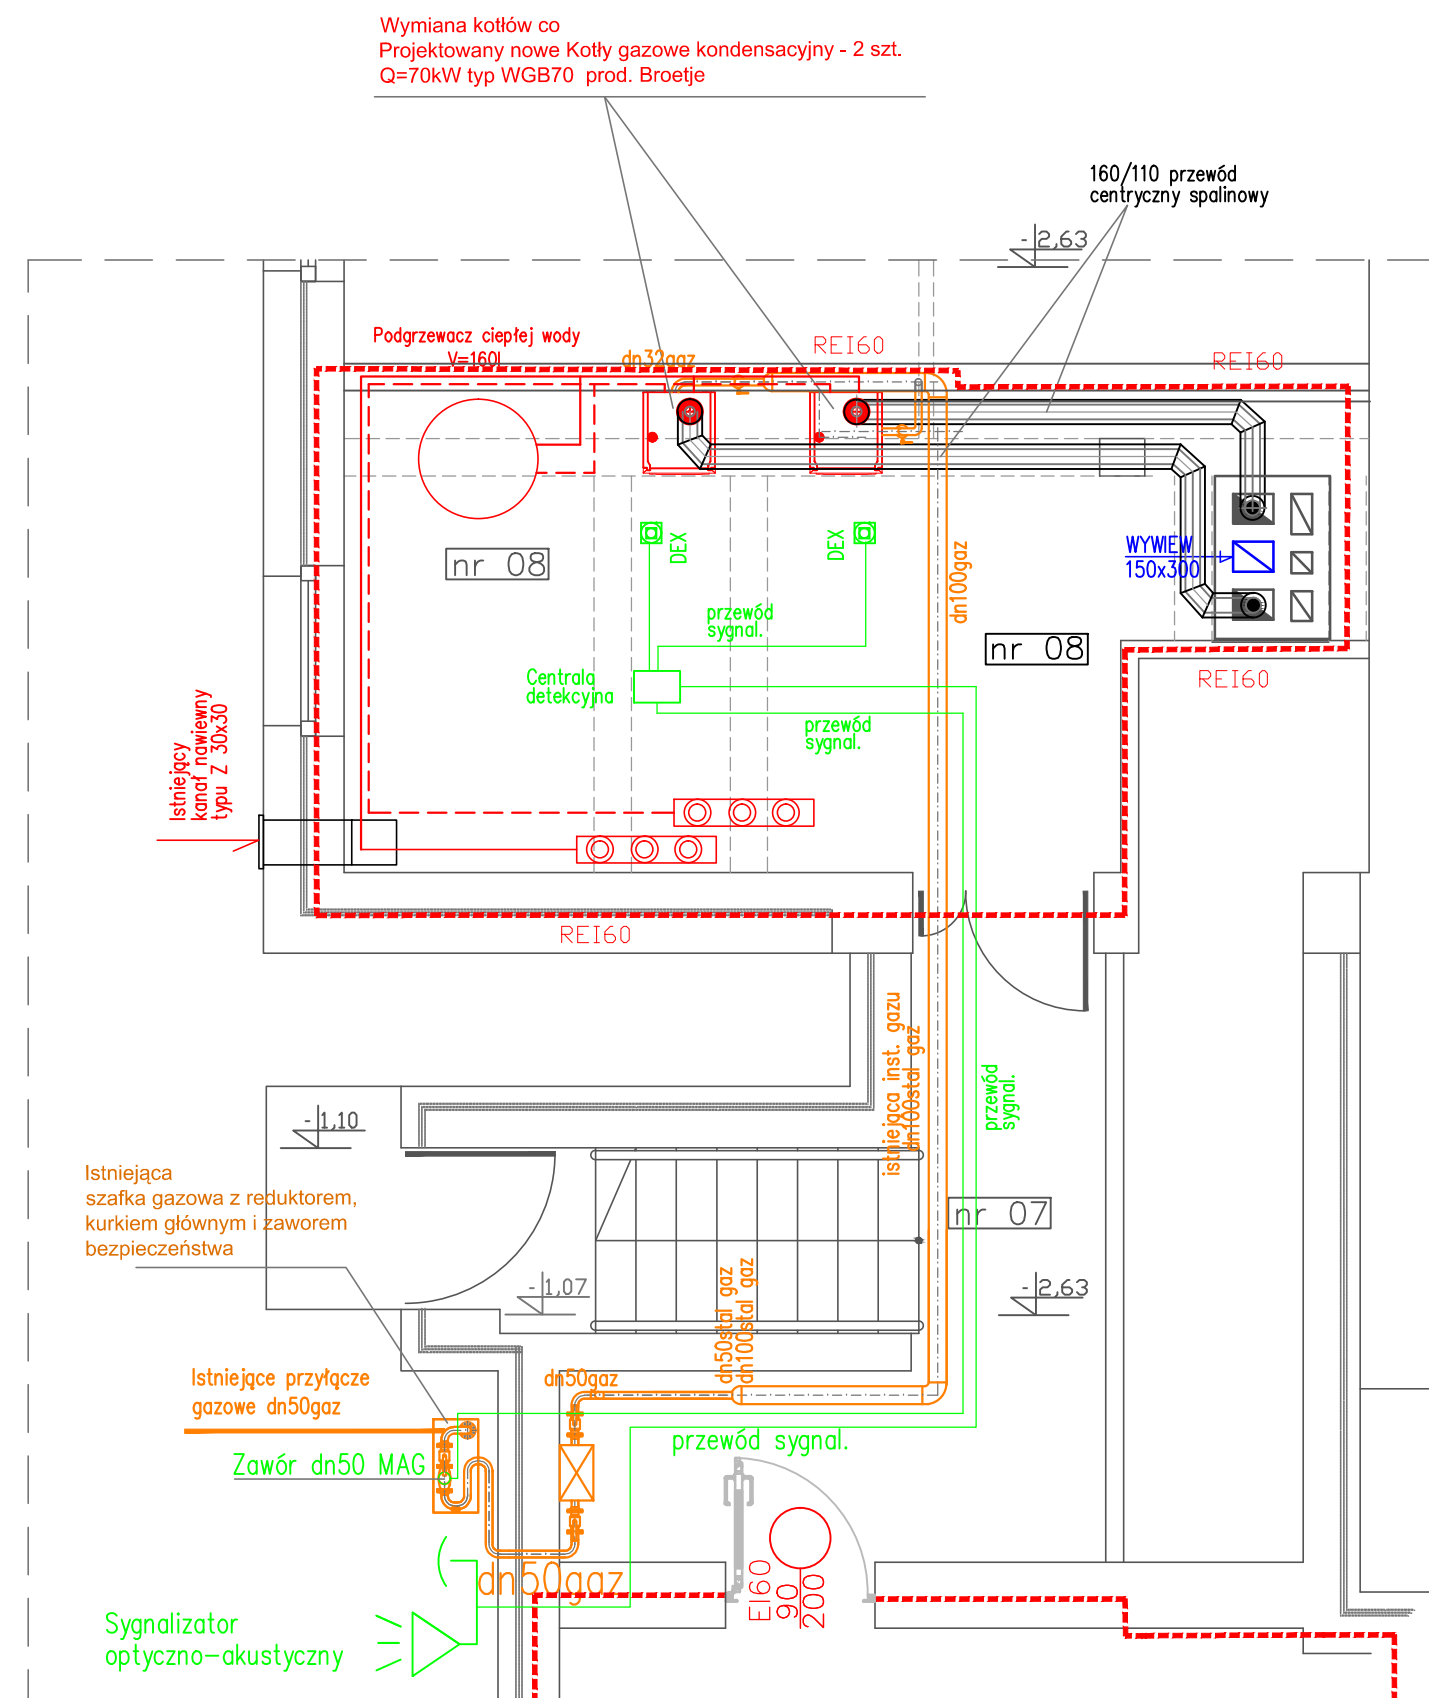 Wymiana kotłów co
Projektowany nowe Kotły gazowe kondensacyjny - 2 szt.
Q=70kW typ WGB70 prod. Broetje
160/110 przewód
centryczny spalinowy
-2,63
Podgrzewacz ciepłej wody
V=160l
dn32gaz
REI60
REI60
nr 08
DEX
DEX
WYWIEW
150x300
dn100gaz
przewód
sygnal.
nr 08
Centrala
detekcyjna
REI60
przewód
sygnal.
Istniejący
kanał nawiewny
typu Z 30x30
REI60
istniejąca inst. gazu
dn100stal gaz
przewód
sygnal.
-1,10
Istniejąca
szafka gazowa z reduktorem,
kurkiem głównym i zaworem
bezpieczeństwa
nr 07
-1,07
-2,63
dn50stal gaz
dn100stal gaz
Istniejące przyłącze
gazowe dn50gaz
dn50gaz
przewód sygnal.
Zawór dn50 MAG
dn50gaz
EI60
90
200
Sygnalizator
optyczno-akustyczny